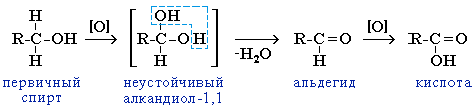 H
R-C-OH
H
[O]
OH
R-C-OH
H
-H₂O
R-C=O
H
[O]
R-C=O
OH
первичный
спирт
неустойчивый
алкандиол-1,1
альдегид
кислота